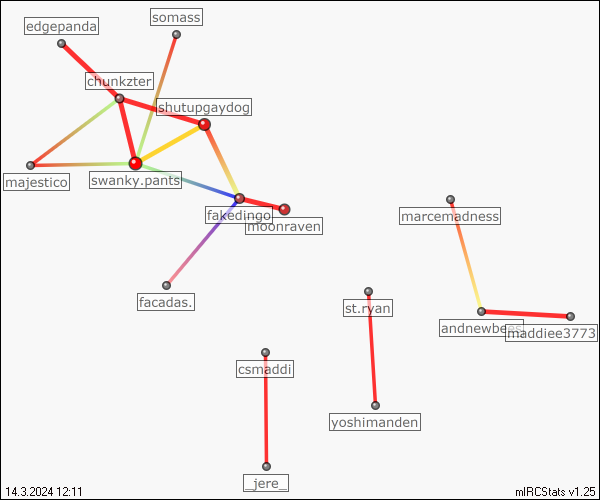 somass
edgepanda
chunkzter
shutupgaydog
majestico
swanky.pants
fakedingo
marcemadness
moonraven
facadas.
st.ryan
andnewbees
maddiee3773
csmaddi
yoshimanden
_jere_
14.3.2024 12:11
mIRCStats v1.25